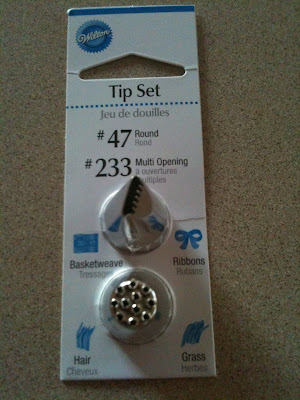 Wilton
Tip Set
Jeu de douilles
#47 Round
Rond
#233 Multi Opening
à ouvertures
multiples
Basketweave
Tressage
Ribbons
Rubans
Hair
Cheveux
Grass
Herbes